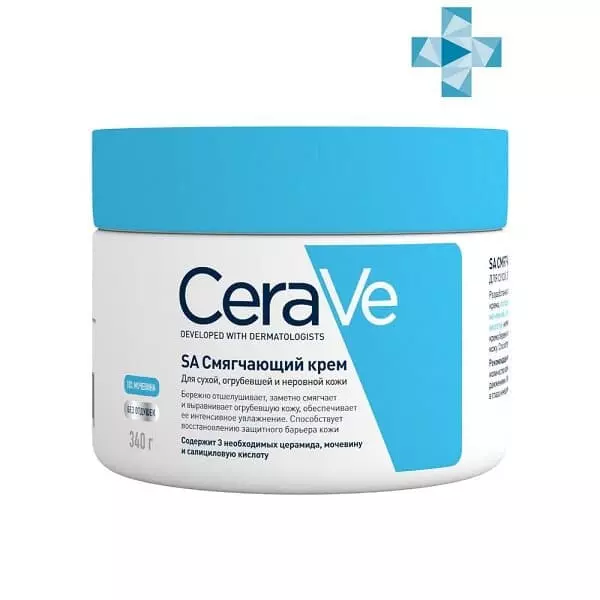 CeraVe
DEVELOPED WITH DERMATOLOGISTS
SA Смягчающий крем
Для сухой, огрубевшей и неровной кожи
Бережно отшелушивает, заметно смягчает
и выравнивает огрубевшую кожу, обеспечивает
ее интенсивное увлажнение. Способствует
восстановлению защитного барьера кожи
Содержит 3 необходимых церамида, мочевину
и салициловую кислоту
МОЧЕВИНА
БЕЗ ОТДУШЕК
340 г